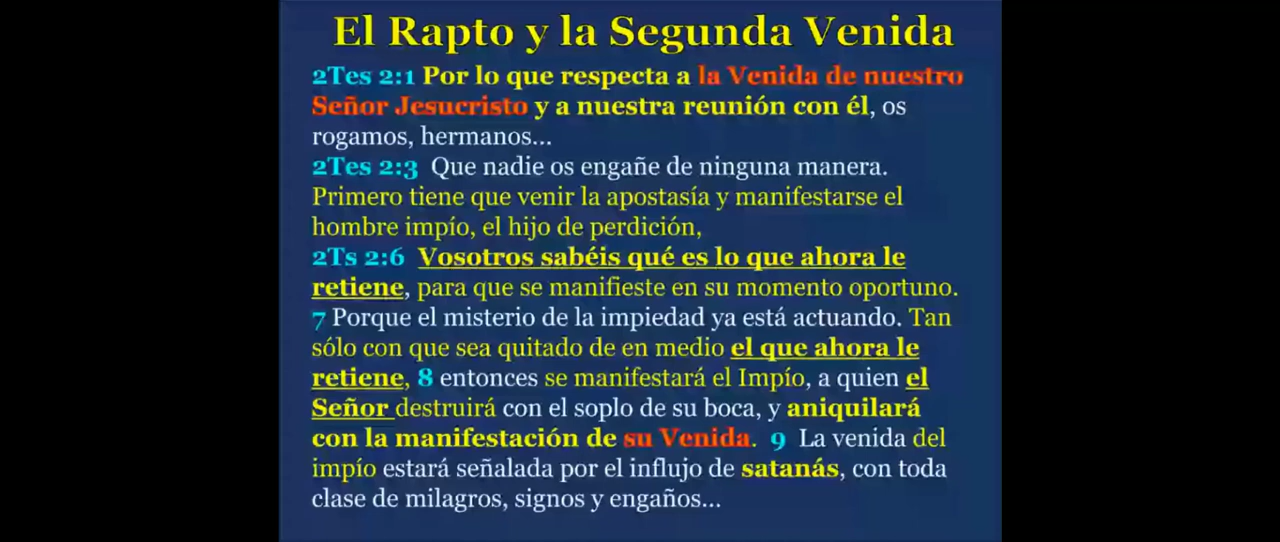 El Rapto y la Segunda Venida
2Tes 2:1 Por lo que respecta a la Venida de nuestro
Señor Jesucristo y a nuestra reunión con él, os
rogamos, hermanos...
2Tes 2:3 Que nadie os engañe de ninguna manera.
Primero tiene que venir la apostasía y manifestarse el
hombre impío, el hijo de perdición,
2Ts 2:6 Vosotros sabéis qué es lo que ahora le
retiene, para que se manifieste en su momento oportuno.
7 Porque el misterio de la impiedad ya está actuando. Tan
sólo con que sea quitado de en medio el que ahora le
retiene, 8 entonces se manifestará el Impío, a quien el
Señor destruirá con el soplo de su boca, y aniquilará
con la manifestación de su Venida. 9 La venida del
impío estará señalada por el influjo de satanás, con toda
clase de milagros, signos y engaños...